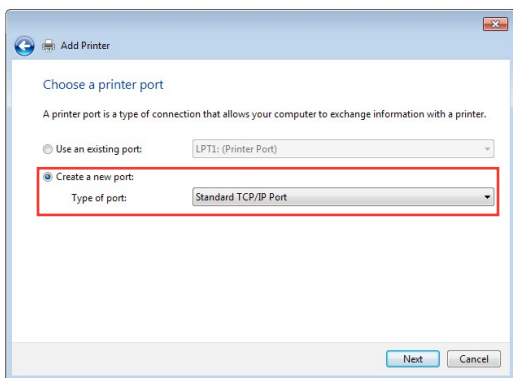 Add Printer
Choose a printer port
A printer port is a type of connection that allows your computer to exchange information with a printer.
Use an existing port: LPT1: (Printer Port)
Create a new port:
Type of port: Standard TCP/IP Port
Next Cancel